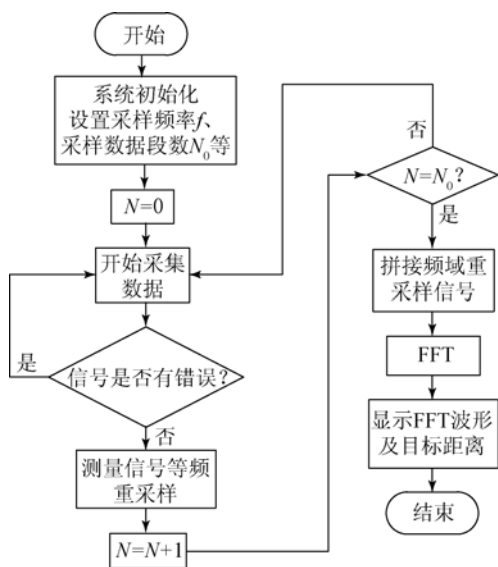 开始
系统初始化
设置采样频率f、
采样数据段数N₀等
N=0
开始采集
数据
信号是否有错误？
是
否
测量信号等频
重采样
N=N+1
N=N₀？
否
是
拼接频域重
采样信号
FFT
显示FFT波形
及目标距离
结束